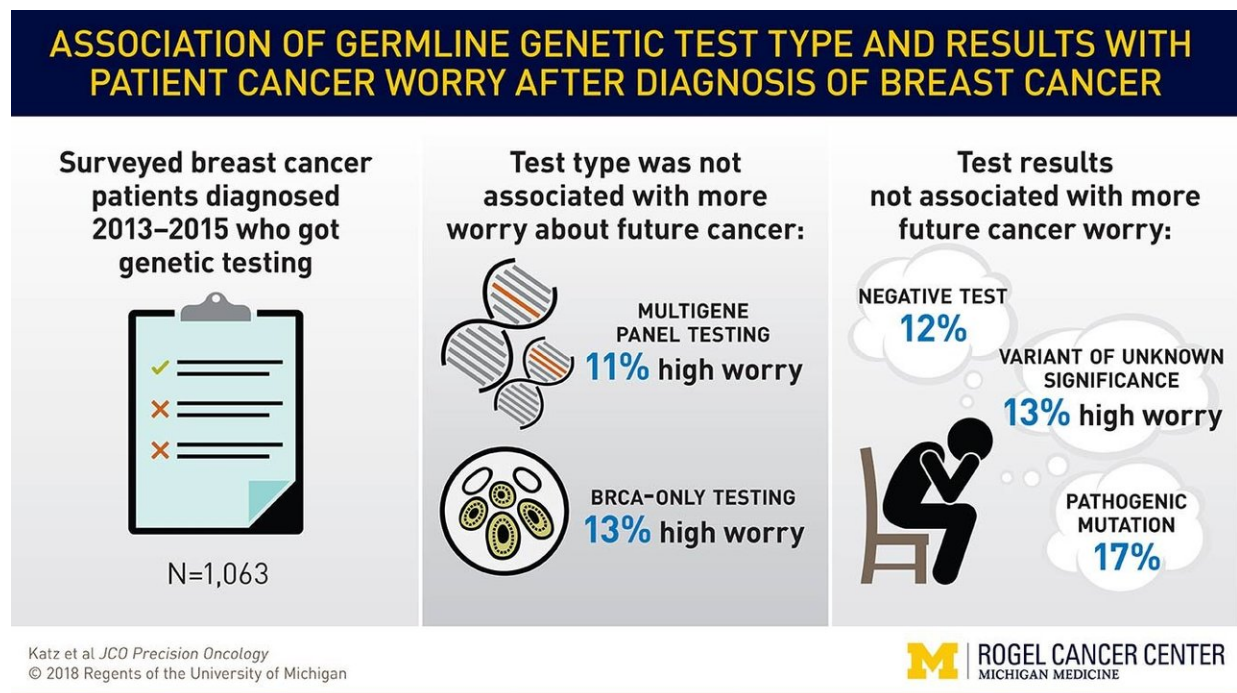 ASSOCIATION OF GERMLINE GENETIC TEST TYPE AND RESULTS WITH
PATIENT CANCER WORRY AFTER DIAGNOSIS OF BREAST CANCER
Surveyed breast cancer
patients diagnosed
2013–2015 who got
genetic testing
N=1,063
Test type was not
associated with more
worry about future cancer:
MULTIGENE
PANEL TESTING
11% high worry
BRCA-ONLY TESTING
13% high worry
Test results
not associated with more
future cancer worry:
NEGATIVE TEST
12%
VARIANT OF UNKNOWN
SIGNIFICANCE
13% high worry
PATHOGENIC
MUTATION
17%
Katz et al JCO Precision Oncology
© 2018 Regents of the University of Michigan
M
ROGEL CANCER CENTER
MICHIGAN MEDICINE